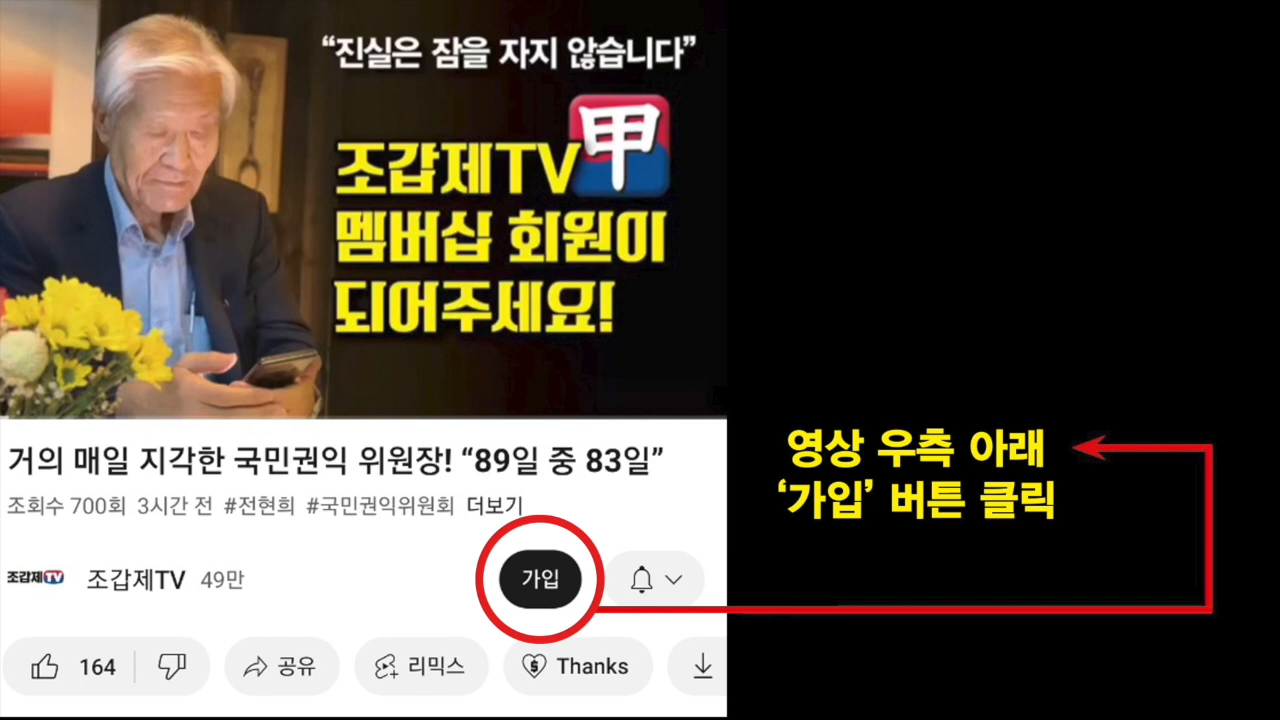 “진실은 잠을 자지 않습니다”
조갑제TV 甲
멤버십 회원이
되어주세요!
거의 매일 지각한 국민권익 위원장! “89일 중 83일”
조회수 700회 3시간 전 #전현희 #국민권익위원회 더보기
조갑제TV 조갑제TV 49만 가입
164 공유 리믹스 Thanks
영상 우측 아래
‘가입’ 버튼 클릭